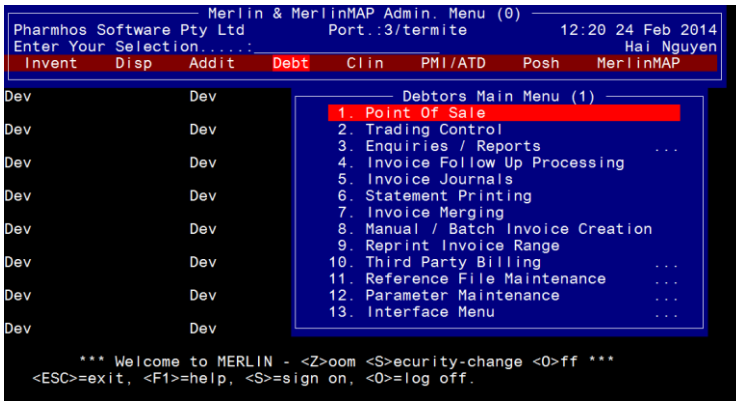 Merlin & MerlinMAP Admin. Menu (0)
Pharmhos Software Pty Ltd Port.:3/termite 12:20 24 Feb 2014
Enter Your Selection.....:_ Hai Nguyen
Invent Disp Addit Debt Clin PMI/ATD Posh MerlinMAP
Dev Dev Debtors Main Menu (1)
1. Point Of Sale
Dev Dev 2. Trading Control
3. Enquiries / Reports ...
Dev Dev 4. Invoice Follow Up Processing
5. Invoice Journals
Dev Dev 6. Statement Printing
7. Invoice Merging
Dev Dev 8. Manual / Batch Invoice Creation
9. Reprint Invoice Range
Dev Dev 10. Third Party Billing ...
11. Reference File Maintenance ...
Dev Dev 12. Parameter Maintenance ...
13. Interface Menu ...
Dev Dev
*** Welcome to MERLIN - <Z>oom <S>ecurity-change <O>ff ***
<ESC>=exit, <F1>=help, <S>=sign on, <O>=log off.